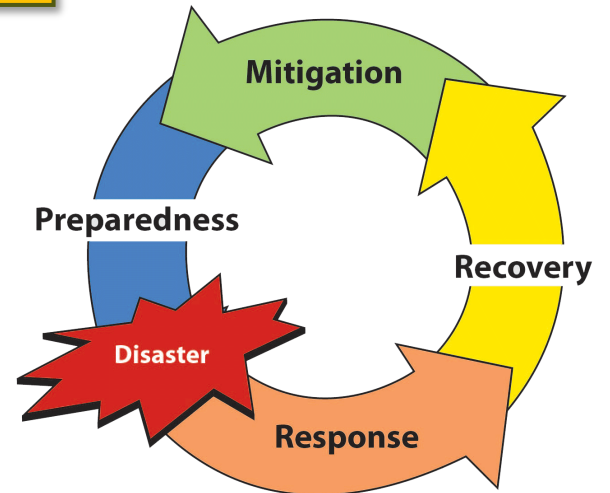 Mitigation
Preparedness
Recovery
Disaster
Response